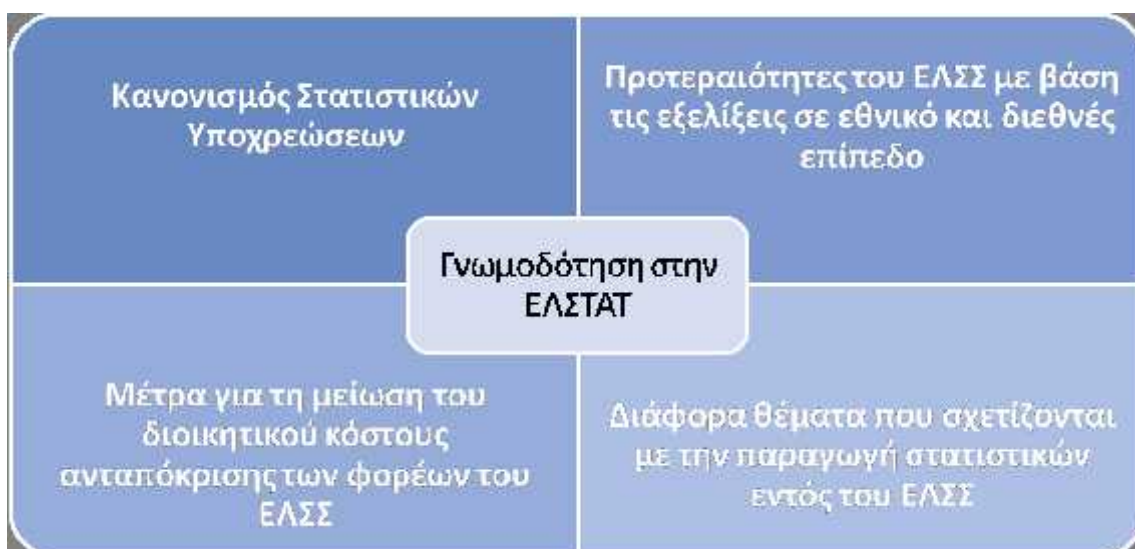 Κανονισμός Στατιστικών
Υποχρεώσεων
Προτεραιότητες του ΕΛΣΣ με βάση
τις εξελίξεις σε εθνικό και διεθνές
επίπεδο
Γνωμοδότηση στην
ΕΛΣΤΑΤ
Μέτρα για τη μείωση του
διοικητικού κόστους
ανταπόκρισης των φορέων του
ΕΛΣΣ
Διάφορα θέματα που σχετίζονται
με την παραγωγή στατιστικών
εντός του ΕΛΣΣ